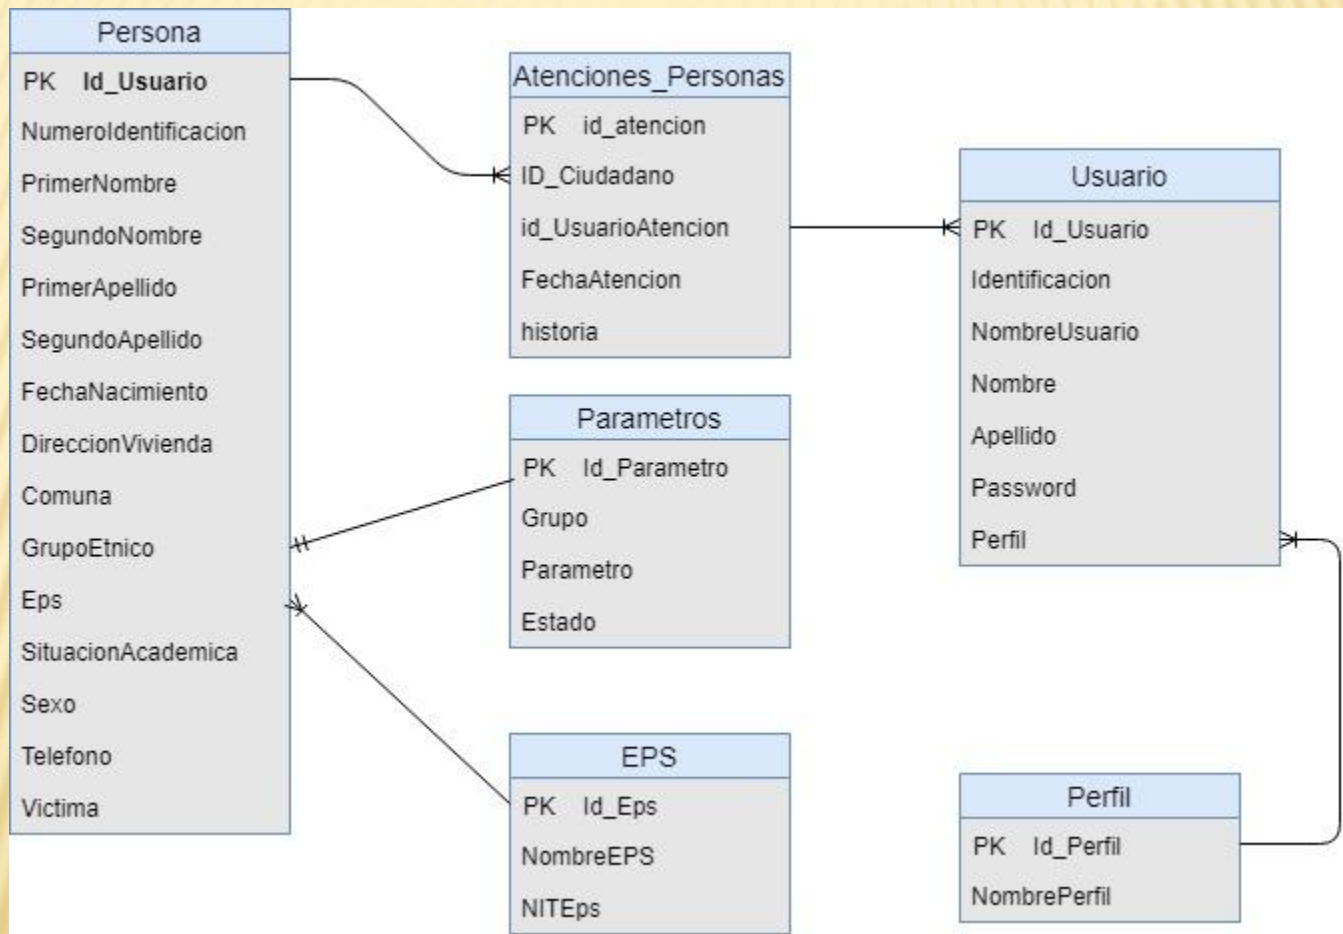 Persona
PK Id_Usuario
NumeroIdentificacion
PrimerNombre
SegundoNombre
PrimerApellido
SegundoApellido
FechaNacimiento
DireccionVivienda
Comuna
GrupoEtnico
Eps
SituacionAcademica
Sexo
Telefono
Victima
Atenciones_Personas
PK id_atencion
ID_Ciudadano
id_UsuarioAtencion
FechaAtencion
historia
Parametros
PK Id_Parametro
Grupo
Parametro
Estado
EPS
PK Id_Eps
NombreEPS
NITEps
Usuario
PK Id_Usuario
Identificacion
NombreUsuario
Nombre
Apellido
Password
Perfil
Perfil
PK Id_Perfil
NombrePerfil